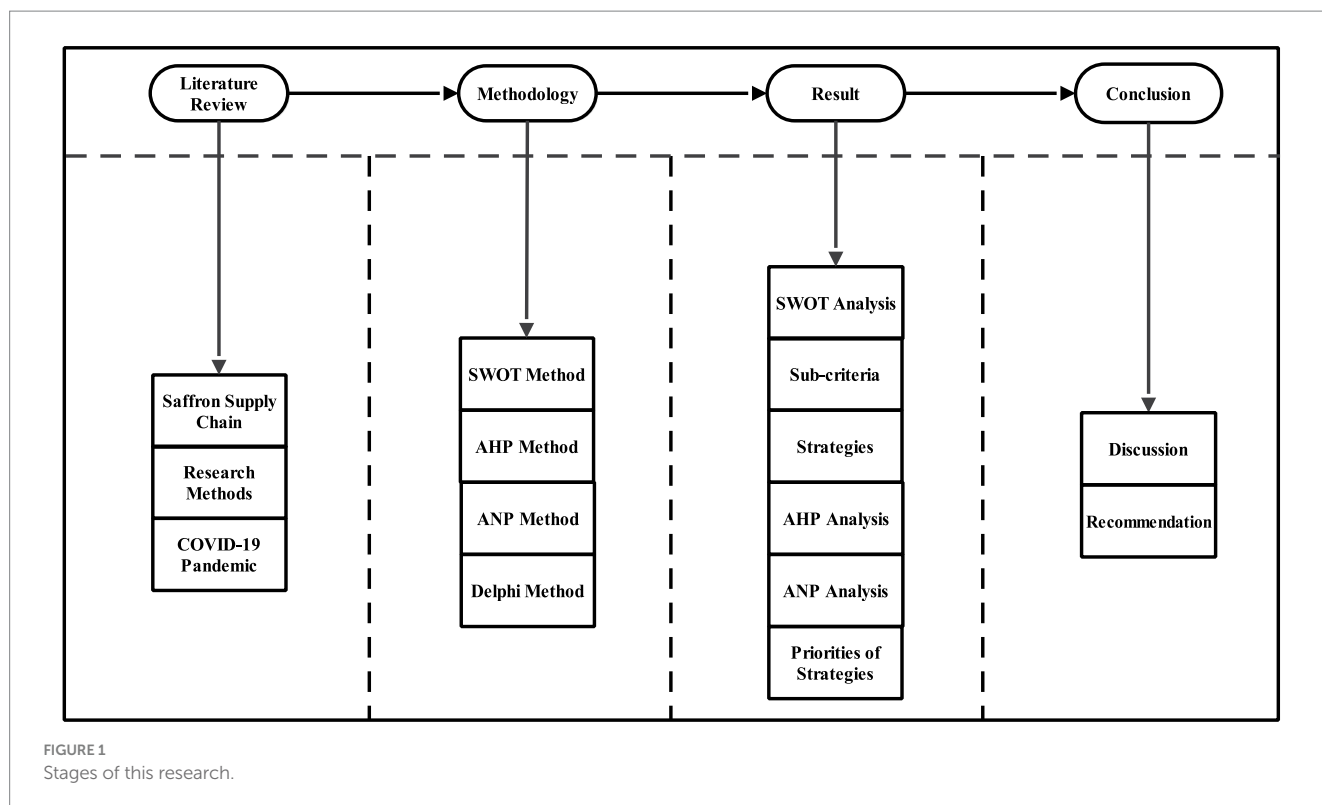 Literature
Review
Methodology
Result
Conclusion
Saffron Supply
Chain
Research
Methods
COVID-19
Pandemic
SWOT Method
AHP Method
ANP Method
Delphi Method
SWOT Analysis
Sub-criteria
Strategies
AHP Analysis
ANP Analysis
Priorities of
Strategies
Discussion
Recommendation
FIGURE 1
Stages of this research.